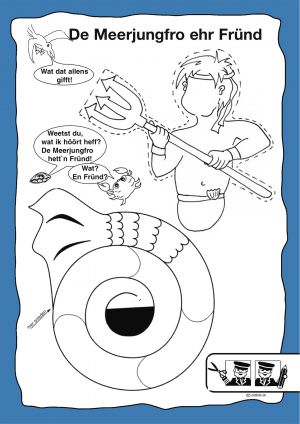 De Meerjungfro ehr Fründ
Wat dat allens
gifft!
Weetst du,
wat ik höört heff?
De Meerjungfro
hett´n Fründ!
Wat?
En Fründ?